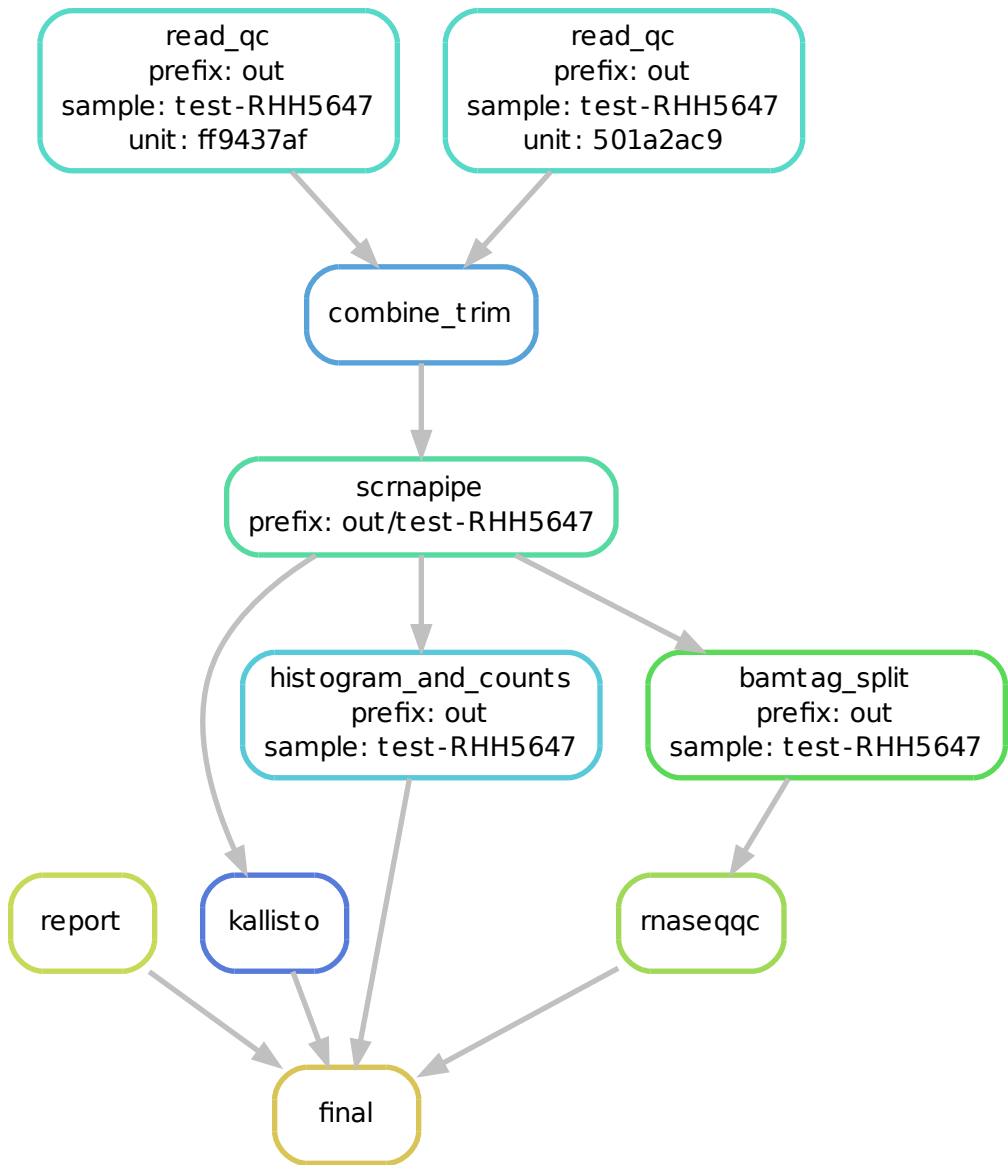 read_qc
prefix: out
sample: test-RHH5647
unit: ff9437af
read_qc
prefix: out
sample: test-RHH5647
unit: 501a2ac9
combine_trim
scrnapipe
prefix: out/test-RHH5647
histogram_and_counts
prefix: out
sample: test-RHH5647
bamtag_split
prefix: out
sample: test-RHH5647
report
kallisto
rnaseqqc
final